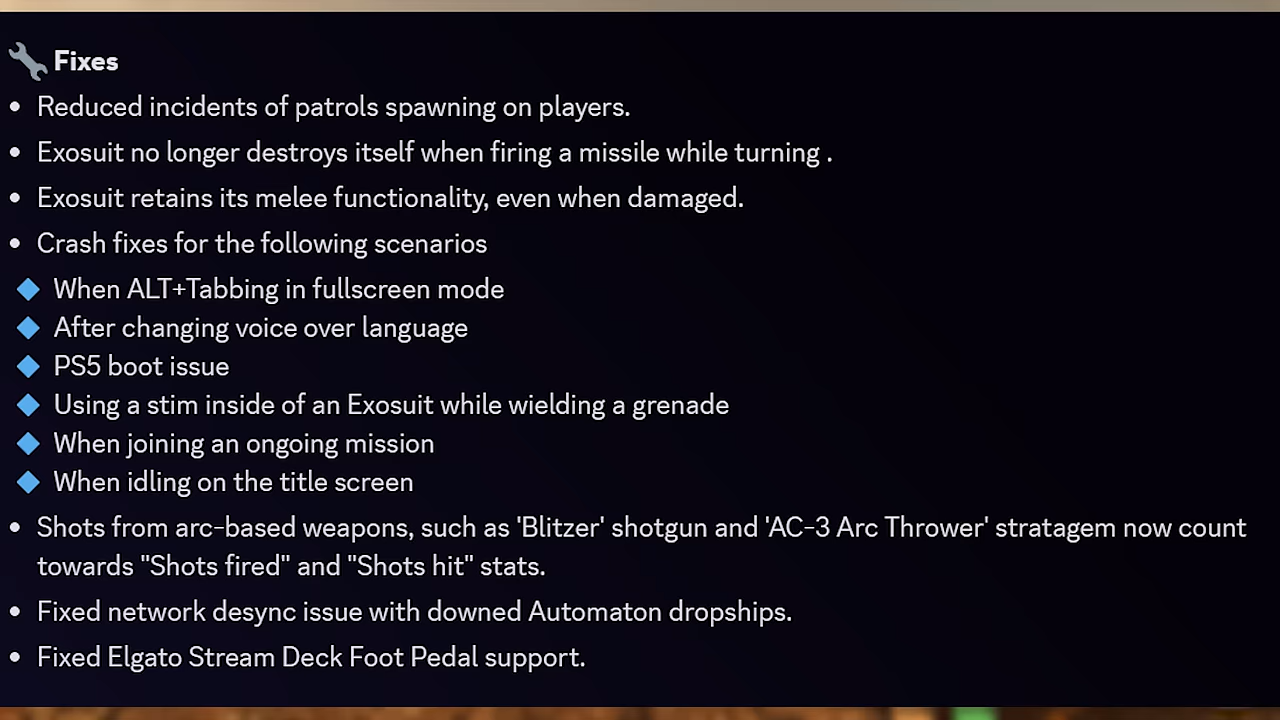 Fixes
Reduced incidents of patrols spawning on players.
Exosuit no longer destroys itself when firing a missile while turning .
Exosuit retains its melee functionality, even when damaged.
Crash fixes for the following scenarios
When ALT+Tabbing in fullscreen mode
After changing voice over language
PS5 boot issue
Using a stim inside of an Exosuit while wielding a grenade
When joining an ongoing mission
When idling on the title screen
Shots from arc-based weapons, such as 'Blitzer' shotgun and 'AC-3 Arc Thrower' stratagem now count
towards "Shots fired" and "Shots hit" stats.
Fixed network desync issue with downed Automaton dropships.
Fixed Elgato Stream Deck Foot Pedal support.